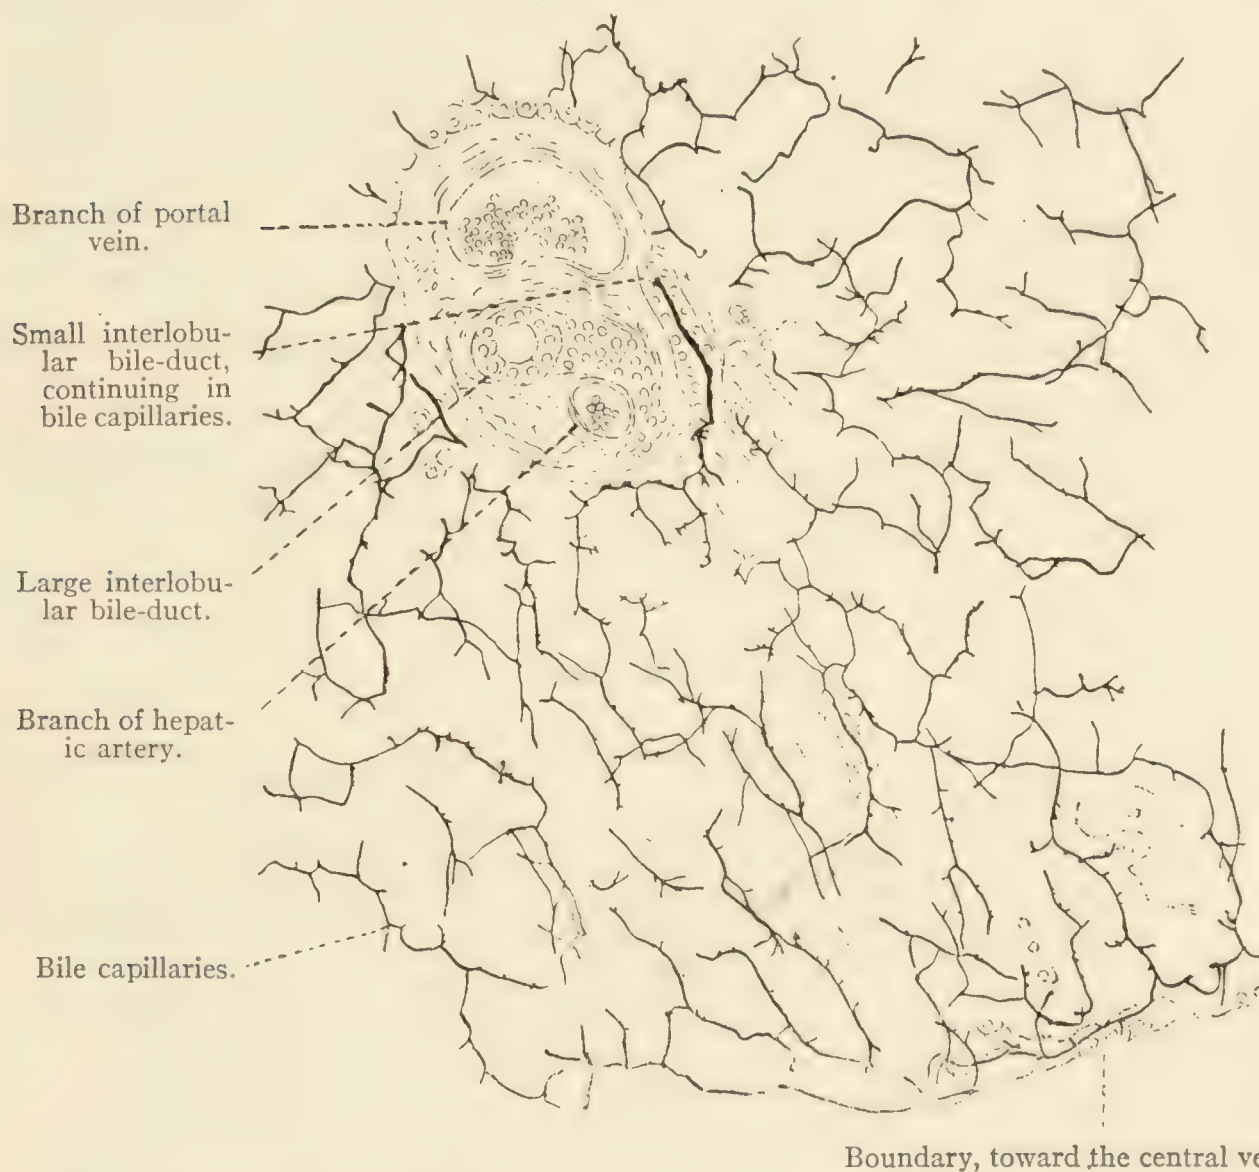 Branch of portal
vein.
Small interlobu-
lar bile-duct,
continuing in
bile capillaries.
Large interlobu-
lar bile-duct.
Branch of hepat-
ic artery.
Bile capillaries.
Boundary, toward the central